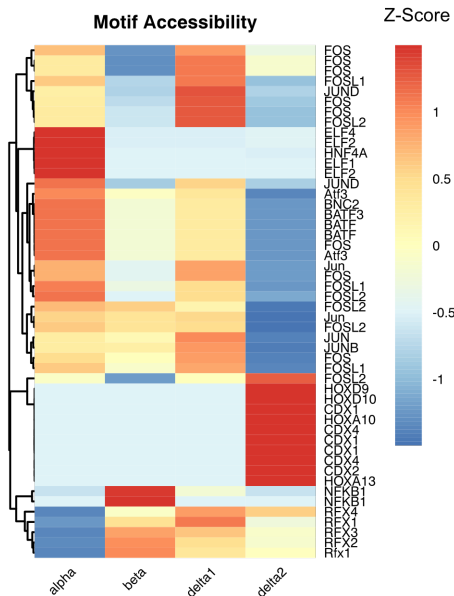 Motif Accessibility
Z-Score
FOS
FOS
FOS
FOSL1
JUND
FOS
FOS
FOSL2
ELF4
ELF2
HNF4A
ELF1
ELF2
JUND
Atf3
BNC2
BATF3
BATF
BATF
FOS
Atf3
Jun
FOS
FOSL1
FOSL2
FOSL2
Jun
FOSL2
JUN
JUNB
FOS
FOSL1
FOSL2
HOXD9
HOXD10
CDX1
HOXA10
CDX4
CDX1
CDX1
CDX4
CDX2
HOXA13
NFKB1
NFKB1
RFX4
RFX1
RFX3
RFX2
Rfx1
1
0.5
0
-0.5
-1
alpha
beta
delta1
delta2